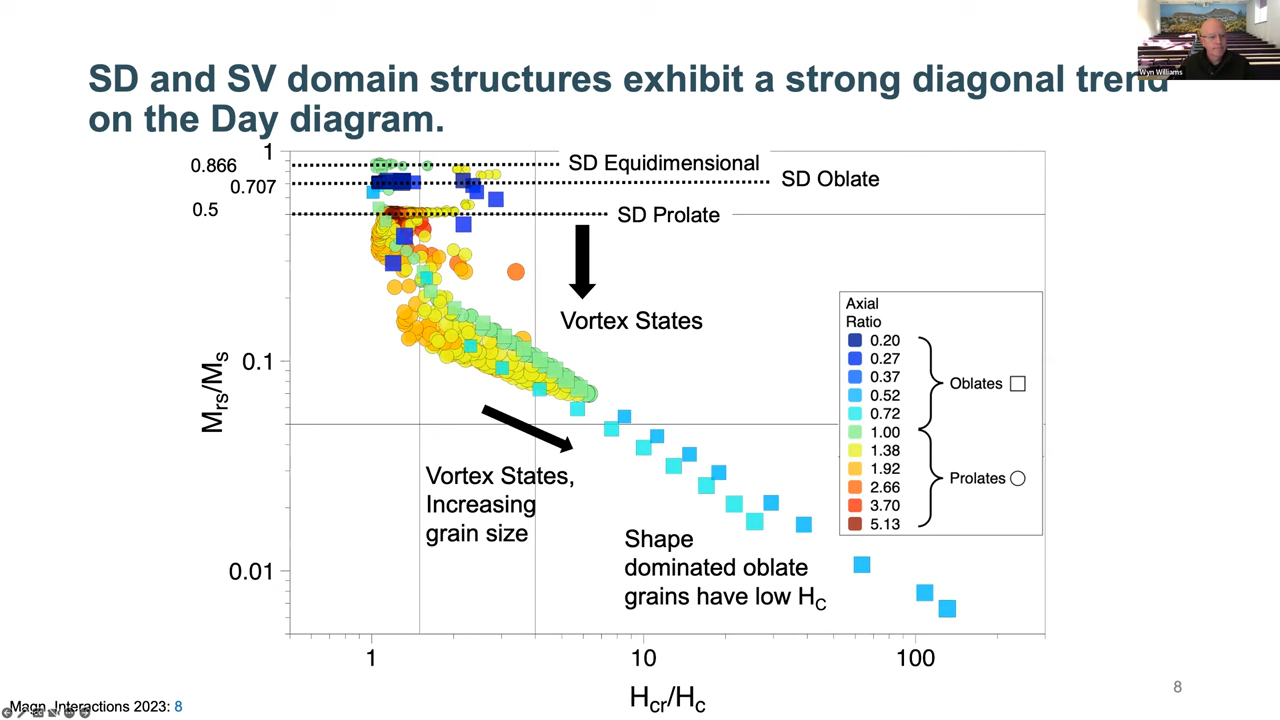 Wyn Williams
SD and SV domain structures exhibit a strong diagonal trend
on the Day diagram.
1
0.866
0.707
0.5
0.1
0.01
Mrs/Ms
SD Equidimensional
SD Oblate
SD Prolate
Vortex States
Vortex States,
Increasing
grain size
Shape
dominated oblate
grains have low HC
Axial
Ratio
0.20
0.27
0.37
0.52
0.72
1.00
1.38
1.92
2.66
3.70
5.13
Oblates
Prolates
1
10
100
Hcr/Hc
8
Magn. Interactions 2023: 8